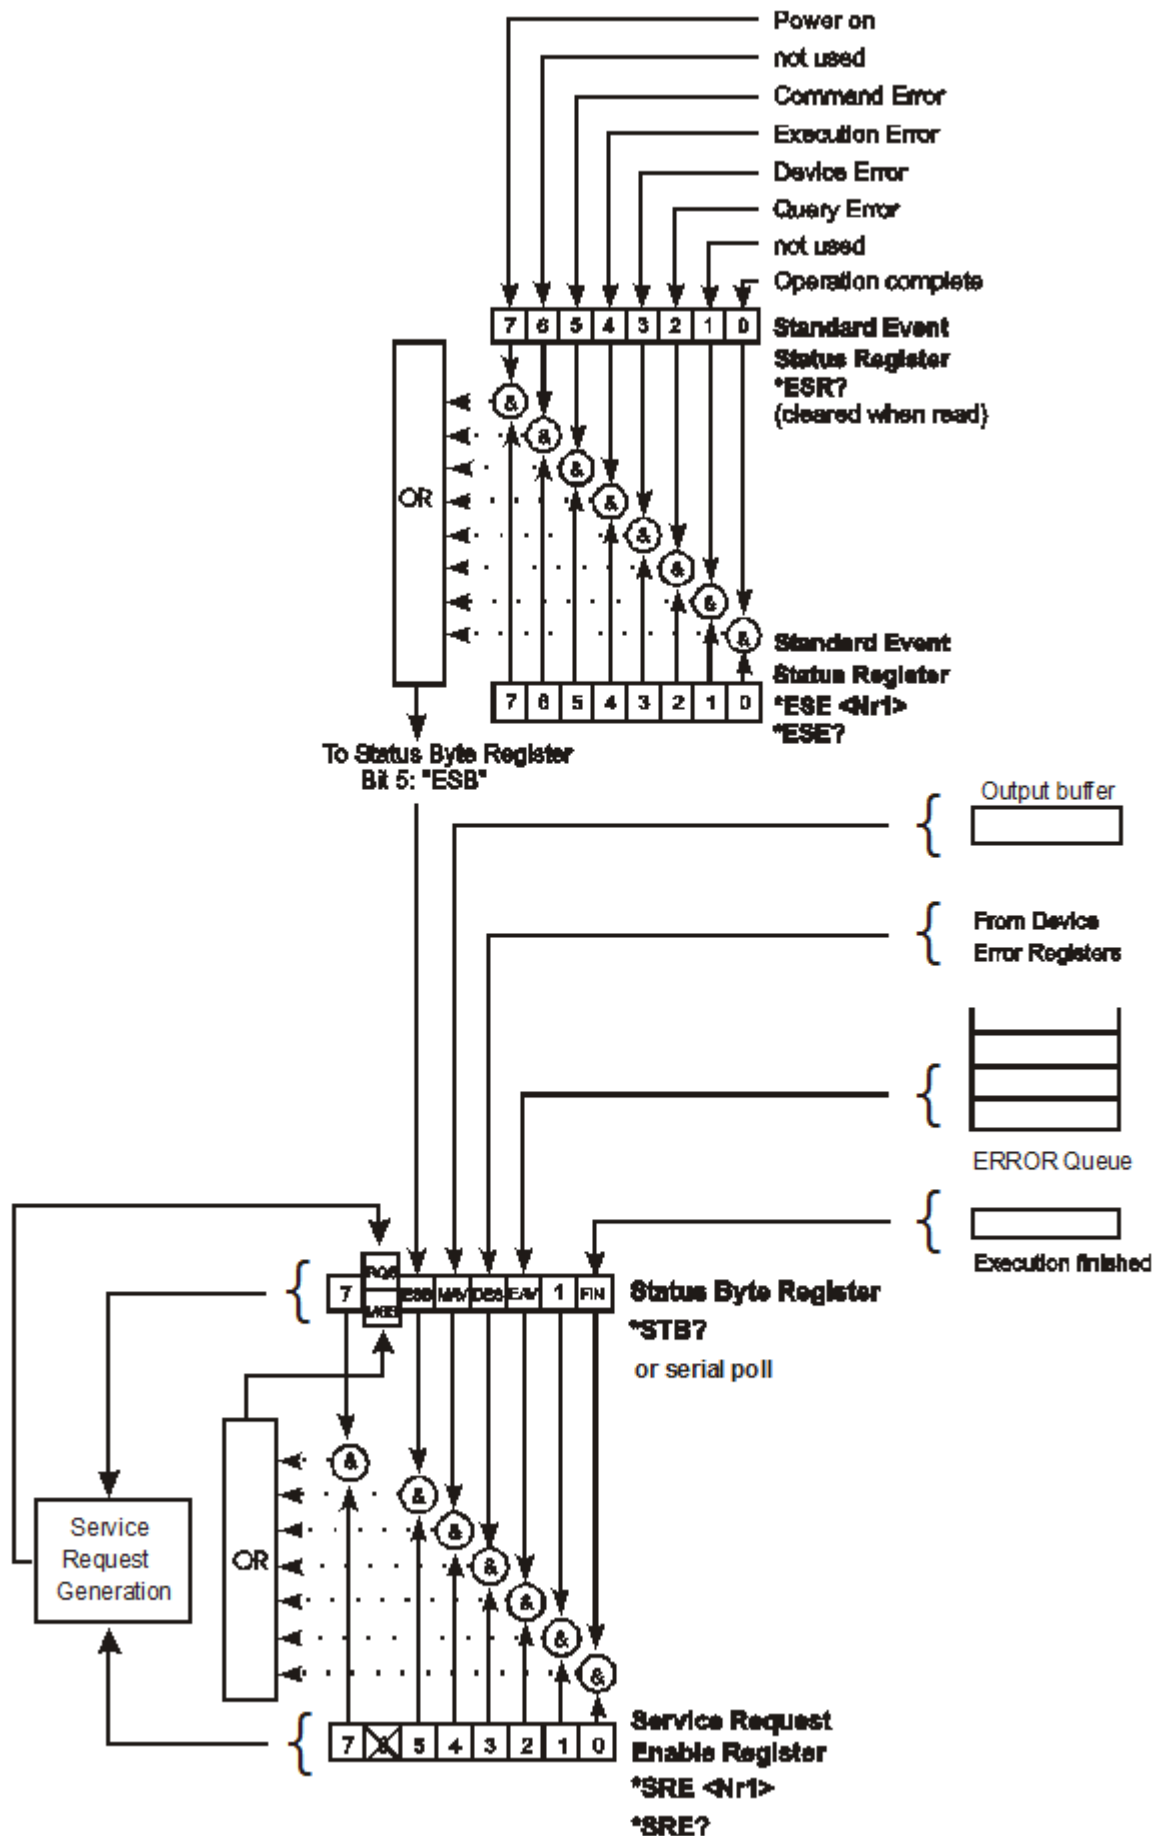 Power on
not used
Command Error
Execution Error
Device Error
Query Error
not used
Operation complete
7 6 5 4 3 2 1 0
Standard Event
Status Register
*ESR?
(cleared when read)
&
&
&
&
&
&
&
&
OR
Standard Event
Status Register
*ESE <Nr1>
*ESE?
7 6 5 4 3 2 1 0
To Status Byte Register
Bit 5: "ESB"
Output buffer
{
From Device
Error Registers
{
{
ERROR Queue
{
Execution finished
{
7 RQS MSS ESB MAV DES EAV 1 FIN
Status Byte Register
*STB?
or serial poll
&
&
&
&
&
&
&
Service
Request
Generation
OR
{
7 6 5 4 3 2 1 0
Service Request
Enable Register
*SRE <Nr1>
*SRE?